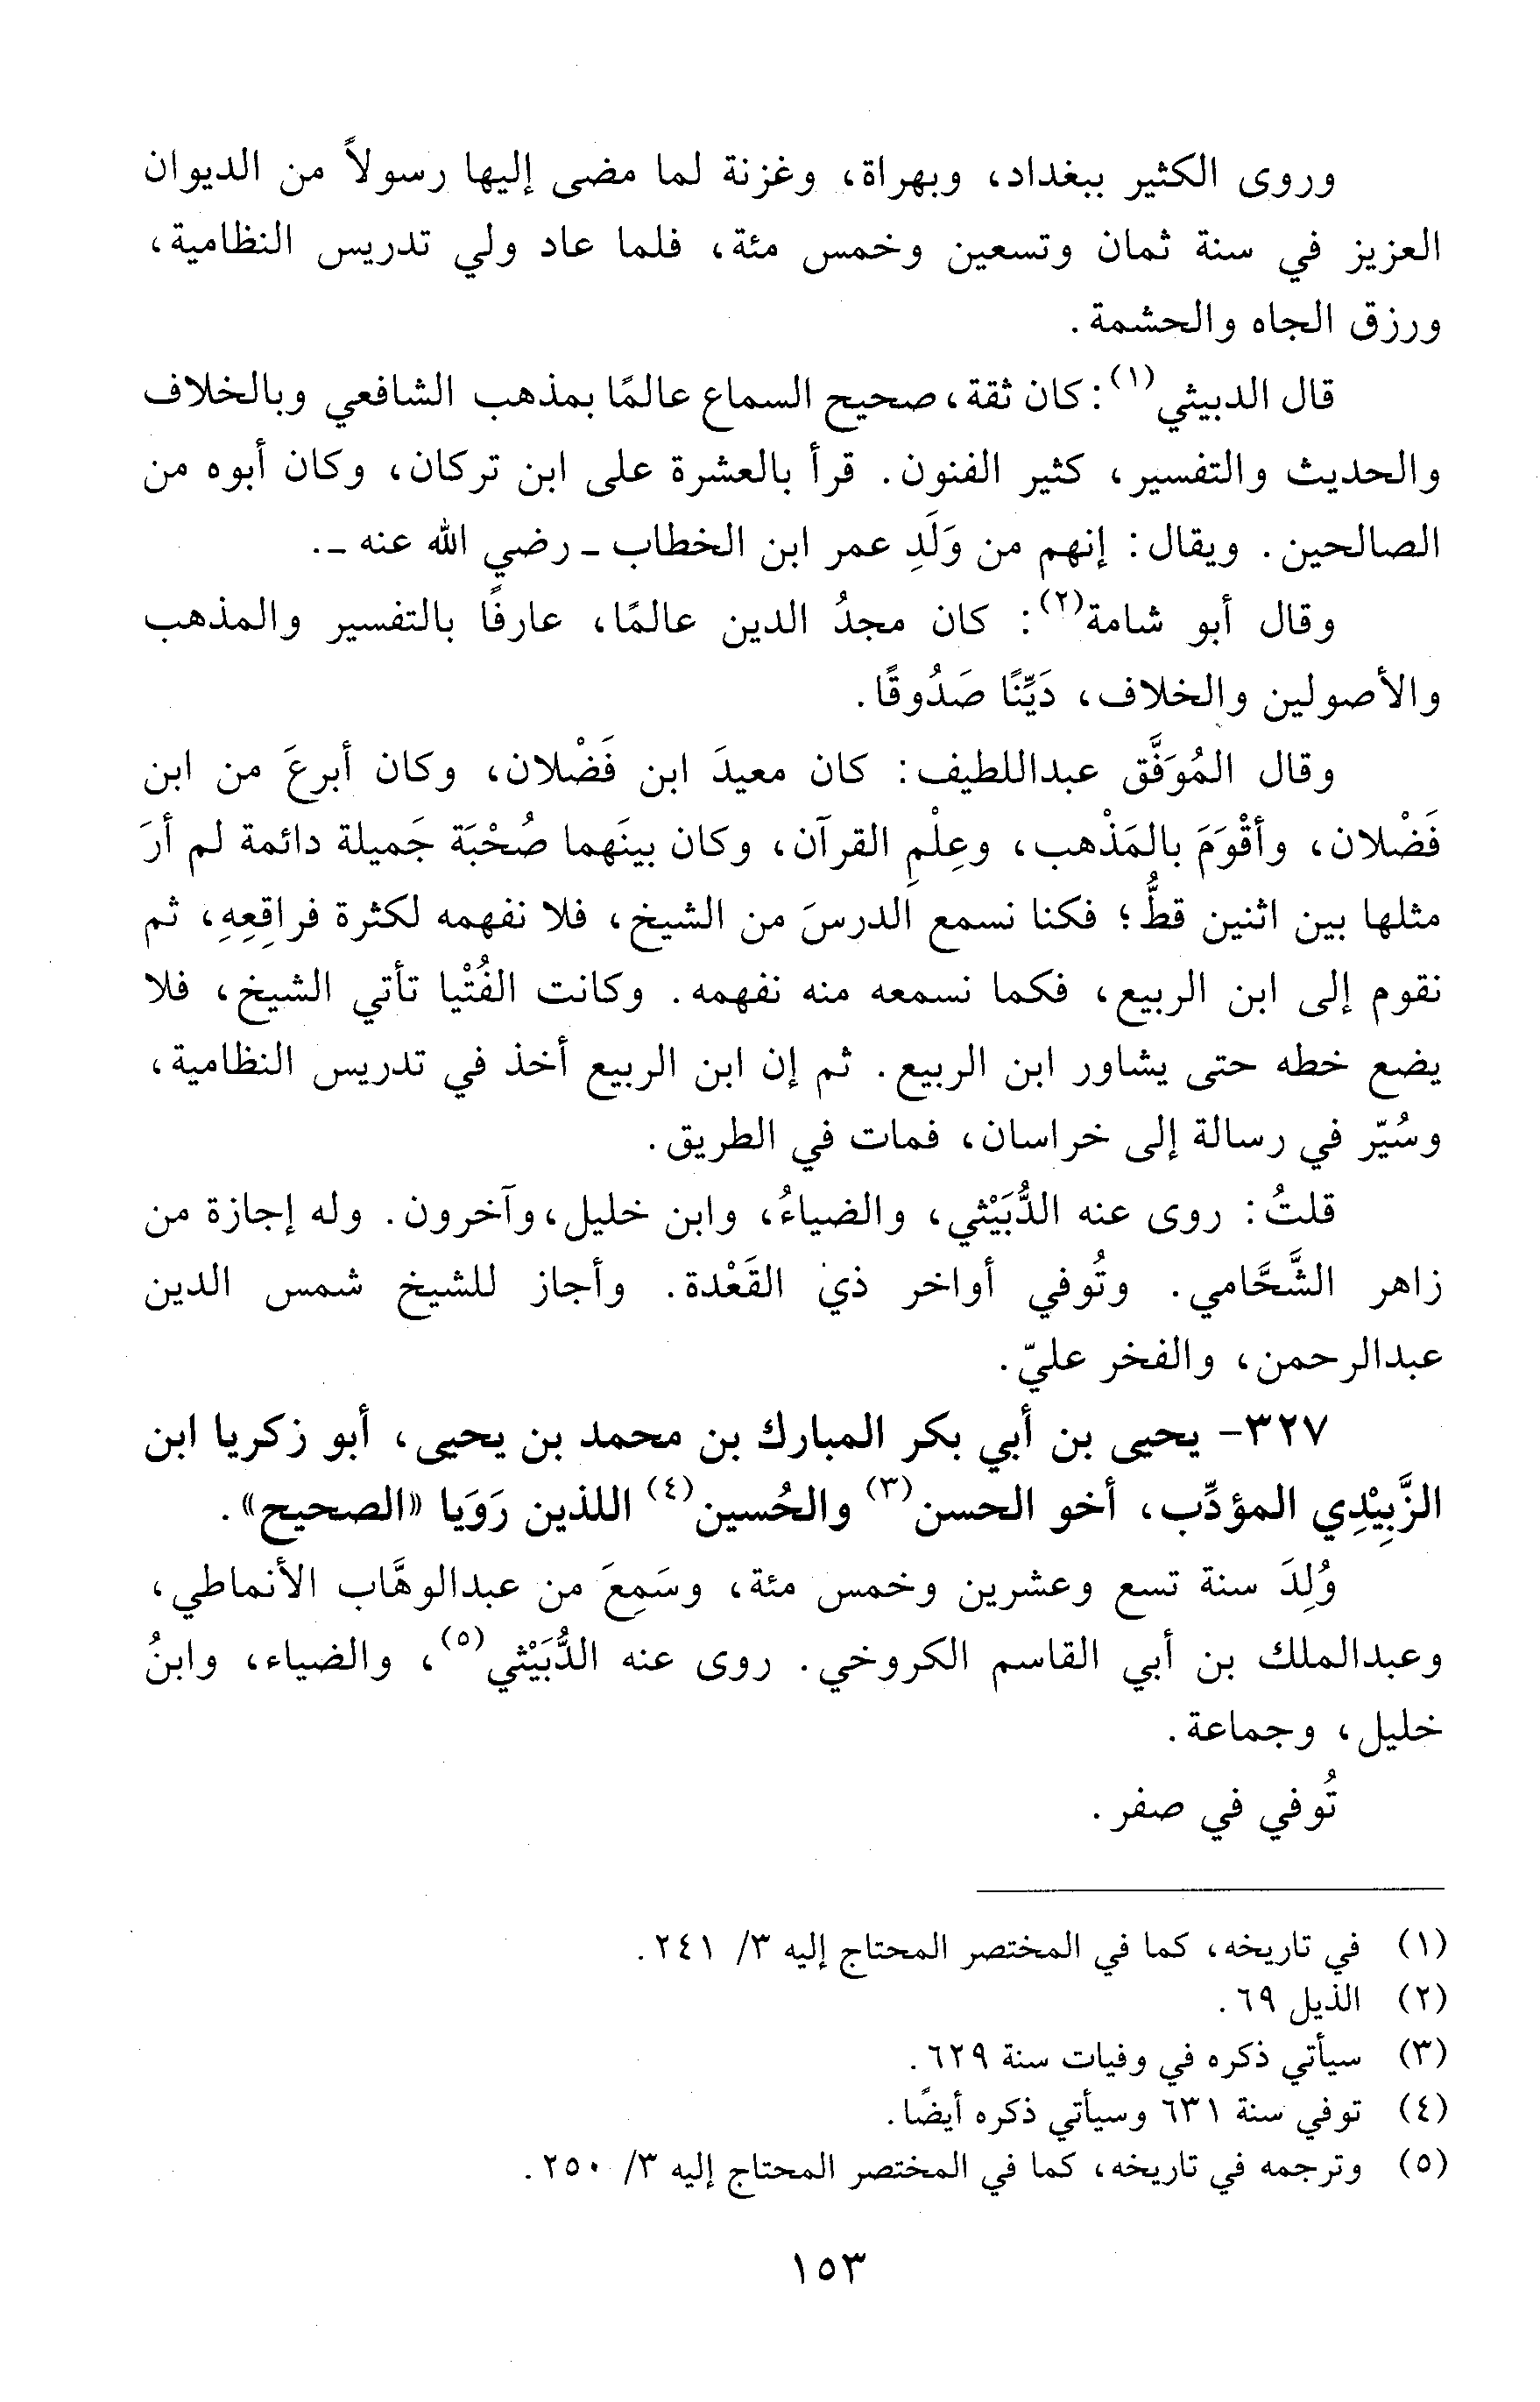 وروى الكثير ببغداد، وبهراة، وغزنة لما مضى إليها رسولاً من الديوان
العزيز في سنة ثمان وتسعين وخمس مئة، فلما عاد ولي تدريس النظامية،
ورزق الجاه والحشمة.
قال الدبيثي(١): كان ثقة، صحيح السماع عالمًا بمذهب الشافعي وبالخلاف
والحديث والتفسير، كثير الفنون. قرأ بالعشرة على ابن تركان، وكان أبوه من
الصالحين. ويقال: إنهم من وَلَدِ عمر ابن الخطاب ـ رضي الله عنه ـ.
وقال أبو شامة(٢): كان مجدُ الدين عالمًا، عارفًا بالتفسير والمذهب
والأصولين والخلاف، دَيِّنًا صَدُوقًا.
وقال المُوَفَّق عبداللطيف: كان معيدَ ابن فَضْلان، وكان أبرعَ من ابن
فَضْلان، وأقْوَمَ بالمَذْهب، وعِلْمِ القرآن، وكان بينَهما صُحْبَة جَميلة دائمة لم أرَ
مثلها بين اثنين قطُّ؛ فكنا نسمع الدرسَ من الشيخ، فلا نفهمه لكثرة فراقِعِهِ، ثم
نقوم إلى ابن الربيع، فكما نسمعه منه نفهمه. وكانت الفُتْيا تأتي الشيخ، فلا
يضع خطه حتى يشاور ابن الربيع. ثم إن ابن الربيع أخذ في تدريس النظامية،
وسُيّر في رسالة إلى خراسان، فمات في الطريق.
قلتُ: روى عنه الدُّبَيْثي، والضياءُ، وابن خليل،وآخرون. وله إجازة من
زاهر الشَّحَّامي. وتُوفي أواخر ذي القَعْدة. وأجاز للشيخ شمس الدين
عبدالرحمن، والفخر عليّ.
٣٢٧- يحيى بن أبي بكر المبارك بن محمد بن يحيى، أبو زكريا ابن
الزَّبِيْدِي المؤدِّب، أخو الحسن(٣) والحُسين(٤) اللذين رَوَيا «الصحيح».
وُلِدَ سنة تسع وعشرين وخمس مئة، وسَمِعَ من عبدالوهَّاب الأنماطي،
وعبدالملك بن أبي القاسم الكروخي. روى عنه الدُّبَيْثي(٥)، والضياء، وابنُ
خليل، وجماعة.
تُوفي في صفر.
(١) في تاريخه، كما في المختصر المحتاج إليه ٣/ ٢٤١.
(٢) الذيل ٦٩.
(٣) سيأتي ذكره في وفيات سنة ٦٢٩.
(٤) توفي سنة ٦٣١ وسيأتي ذكره أيضًا.
(٥) وترجمه في تاريخه، كما في المختصر المحتاج إليه ٣/ ٢٥٠.
١٥٣